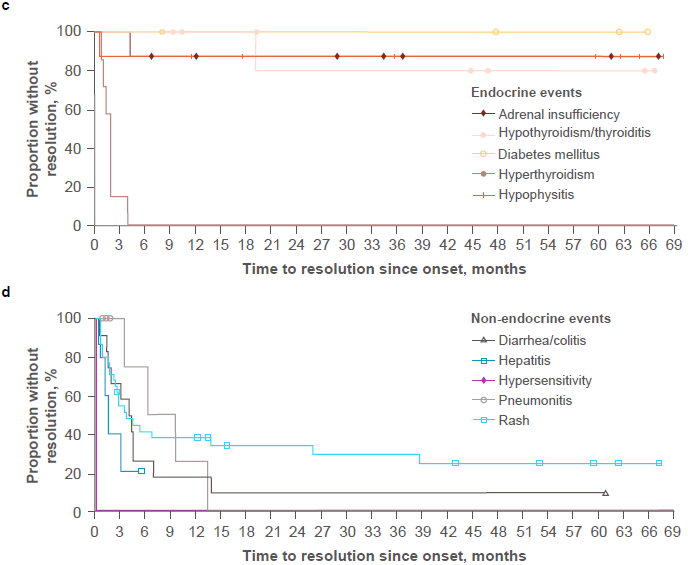 c
Proportion without
resolution, %
100
80
60
40
20
0
Endocrine events
Adrenal insufficiency
Hypothyroidism/thyroiditis
Diabetes mellitus
Hyperthyroidism
Hypophysitis
0 3 6 9 12 15 18 21 24 27 30 33 36 39 42 45 48 51 54 57 60 63 66 69
Time to resolution since onset, months
d
Proportion without
resolution, %
100
80
60
40
20
0
Non-endocrine events
Diarrhea/colitis
Hepatitis
Hypersensitivity
Pneumonitis
Rash
0 3 6 9 12 15 18 21 24 27 30 33 36 39 42 45 48 51 54 57 60 63 66 69
Time to resolution since onset, months